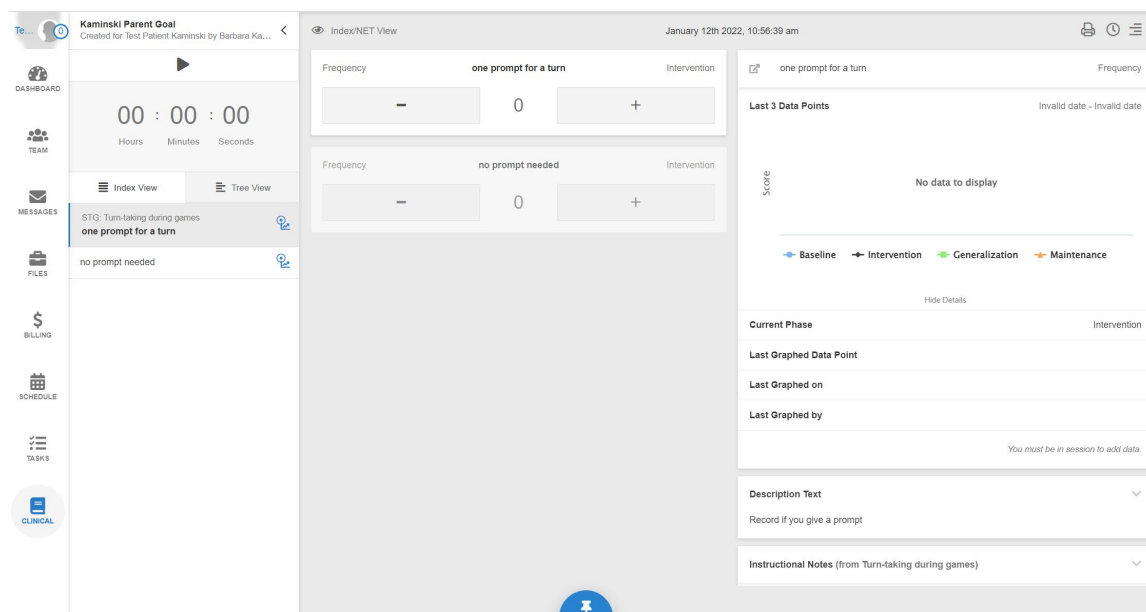 Te...
0
DASHBOARD
TEAM
MESSAGES
FILES
BILLING
SCHEDULE
TASKS
CLINICAL
Kaminski Parent Goal
Created for Test Patient Kaminski by Barbara Ka...
00 : 00 : 00
Hours Minutes Seconds
Index View Tree View
STG: Turn-taking during games
one prompt for a turn
no prompt needed
Index/NET View
January 12th 2022, 10:56:39 am
Frequency one prompt for a turn Intervention
− 0 +
Frequency no prompt needed Intervention
− 0 +
one prompt for a turn Frequency
Last 3 Data Points Invalid date - Invalid date
Score
No data to display
Baseline Intervention Generalization Maintenance
Hide Details
Current Phase Intervention
Last Graphed Data Point
Last Graphed on
Last Graphed by
You must be in session to add data.
Description Text
Record if you give a prompt
Instructional Notes (from Turn-taking during games)